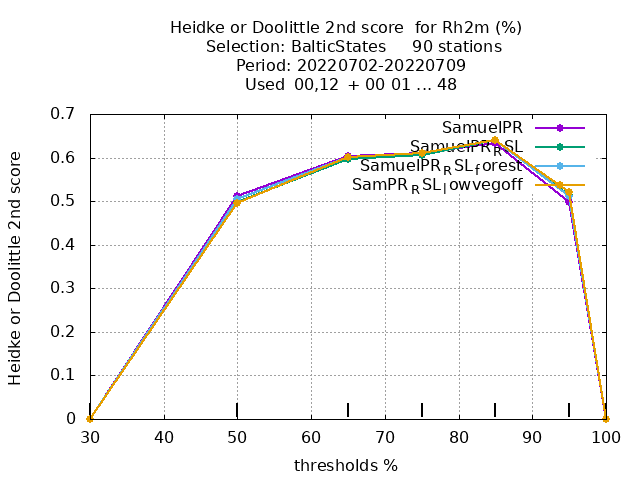 Heidke or Doolittle 2nd score for Rh2m (%)
Selection: BalticStates 90 stations
Period: 20220702-20220709
Used 00,12 + 00 01 ... 48
Heidke or Doolittle 2nd score
0.7
0.6
0.5
0.4
0.3
0.2
0.1
0
SamuelPR
SamuelPR_RSL
SamuelPR_RSL_forest
SamPR_RSL_lowvegoff
30 40 50 60 70 80 90 100
thresholds %